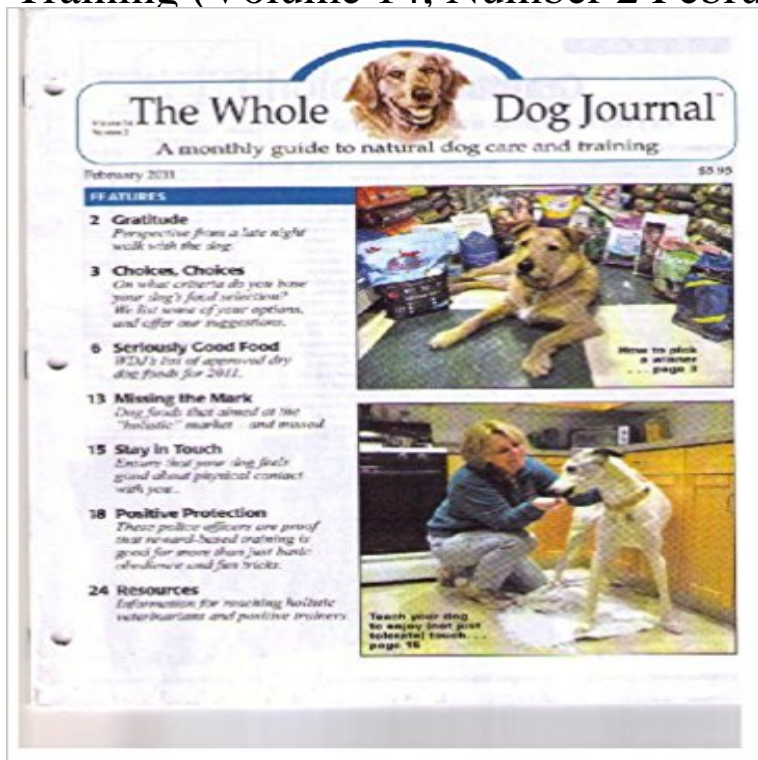 Training (Volume 14, Number 2 Febru
Volume 14
Number 2
The Whole Dog Journal™
A monthly guide to natural dog care and training
February 2011
$5.95
FEATURES
2 Gratitude
Perspective from a late night
walk with the dog.
3 Choices, Choices
On what criteria do you base
your dog's food selection?
We list some of your options,
and offer our suggestions.
6 Seriously Good Food
WDJ's list of approved dry
dog foods for 2011.
13 Missing the Mark
Dog foods that aimed at the
"holistic" market - and missed.
15 Stay in Touch
Ensure that your dog feels
good about physical contact
with you.
18 Positive Protection
These police officers are proof
that reward-based training is
good for more than just basic
obedience and fun tricks.
24 Resources
Information for reaching holistic
veterinarians and positive trainers.
How to pick
a winner
. . . page 3
Teach your dog
to enjoy (not just
tolerate) touch . . .
page 15